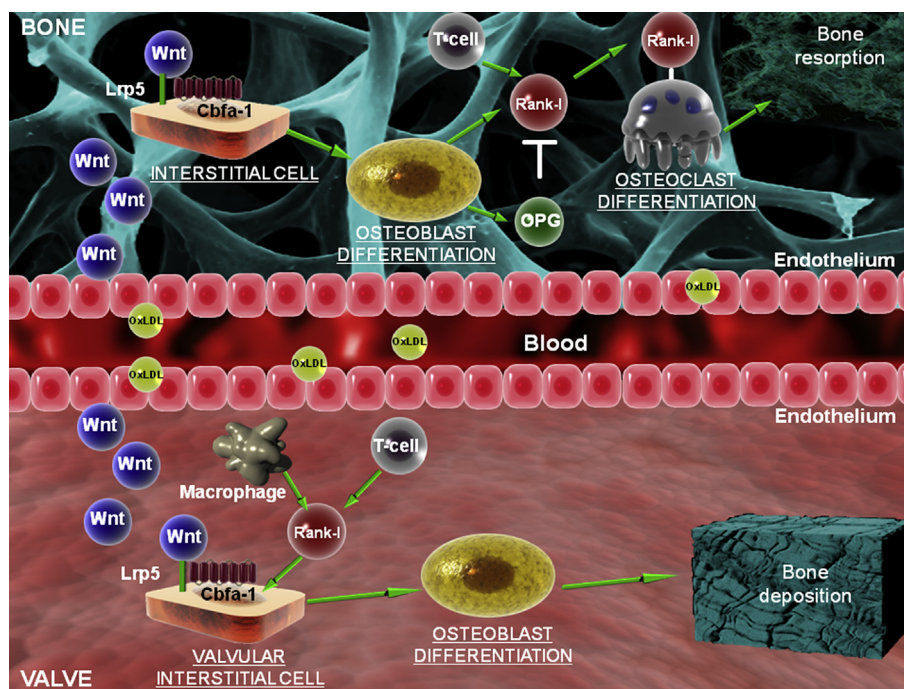 BONE
Wnt
Lrp5
Cbfa-1
INTERSTITIAL CELL
Wnt
Wnt
Wnt
T-cell
Rank-l
Rank-l
OPG
OSTEOBLAST
DIFFERENTIATION
OSTEOCLAST
DIFFERENTIATION
Bone
resorption
Endothelium
OxLDL
OxLDL
OxLDL
OxLDL
OxLDL
Blood
Endothelium
Wnt
Wnt
Wnt
Macrophage
T-cell
Rank-l
Wnt
Lrp5
Cbfa-1
VALVULAR
INTERSTITIAL CELL
OSTEOBLAST
DIFFERENTIATION
Bone
deposition
VALVE